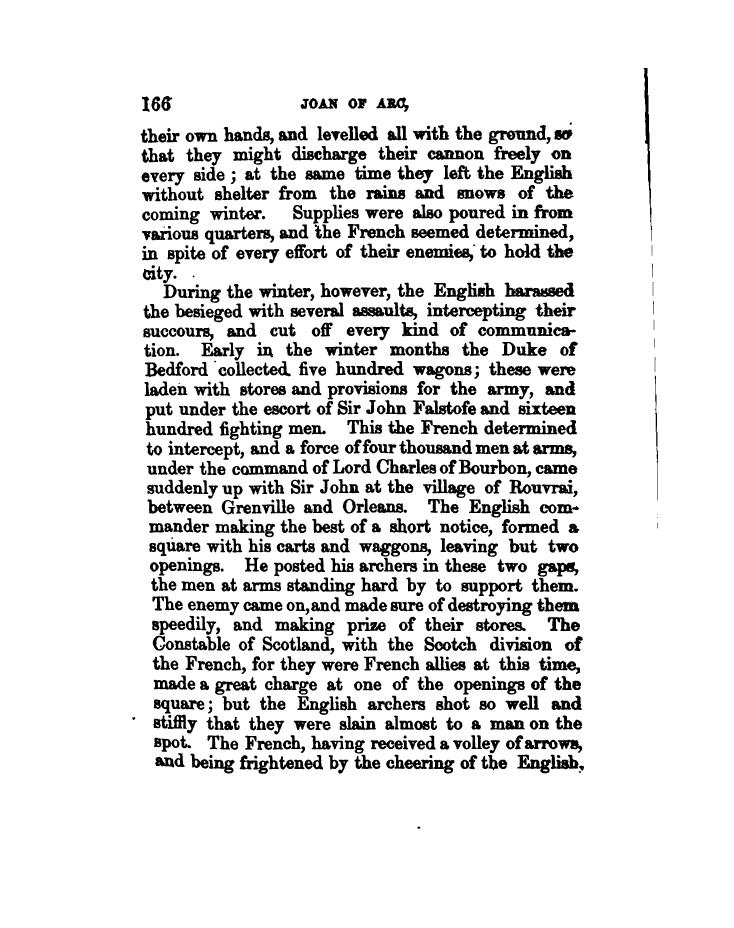 166 JOAN OF ARC,
their own hands, and levelled all with the ground, so
that they might discharge their cannon freely on
every side ; at the same time they left the English
without shelter from the rains and snows of the
coming winter. Supplies were also poured in from
various quarters, and the French seemed determined,
in spite of every effort of their enemies, to hold the
city.
During the winter, however, the English harassed
the besieged with several assaults, intercepting their
succours, and cut off every kind of communica-
tion. Early in the winter months the Duke of
Bedford collected five hundred wagons; these were
laden with stores and provisions for the army, and
put under the escort of Sir John Falstofe and sixteen
hundred fighting men. This the French determined
to intercept, and a force of four thousand men at arms,
under the command of Lord Charles of Bourbon, came
suddenly up with Sir John at the village of Rouvrai,
between Grenville and Orleans. The English com-
mander making the best of a short notice, formed a
square with his carts and waggons, leaving but two
openings. He posted his archers in these two gaps,
the men at arms standing hard by to support them.
The enemy came on, and made sure of destroying them
speedily, and making prize of their stores. The
Constable of Scotland, with the Scotch division of
the French, for they were French allies at this time,
made a great charge at one of the openings of the
square; but the English archers shot so well and
stiffly that they were slain almost to a man on the
spot. The French, having received a volley of arrows,
and being frightened by the cheering of the English,